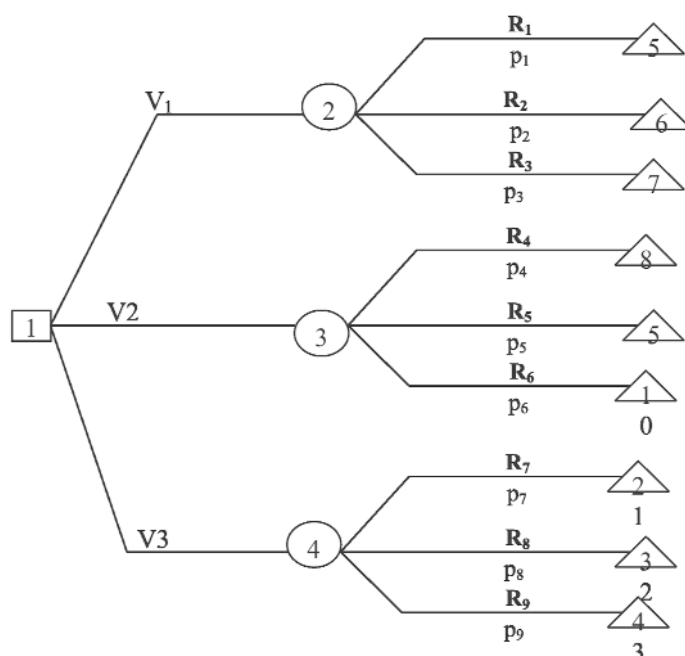 R₁
p₁
5
V₁
2
R₂
p₂
6
R₃
p₃
7
R₄
p₄
8
1
V2
3
R₅
p₅
5
R₆
p₆
1
0
R₇
p₇
2
1
V3
4
R₈
p₈
3
2
R₉
p₉
4
3